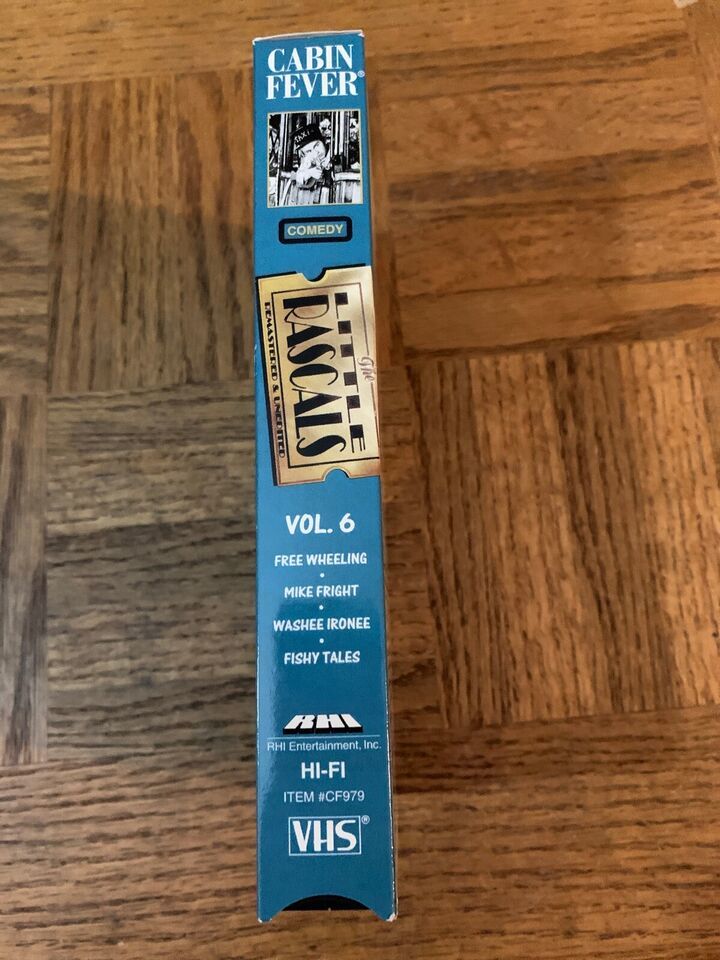 CABIN
FEVER®
TAXI
COMEDY
The
LITTLE
RASCALS
REMASTERED & UNEDITED
VOL. 6
FREE WHEELING
•
MIKE FRIGHT
•
WASHEE IRONEE
•
FISHY TALES
RHI
RHI Entertainment, Inc.
HI-FI
ITEM #CF979
VHS®